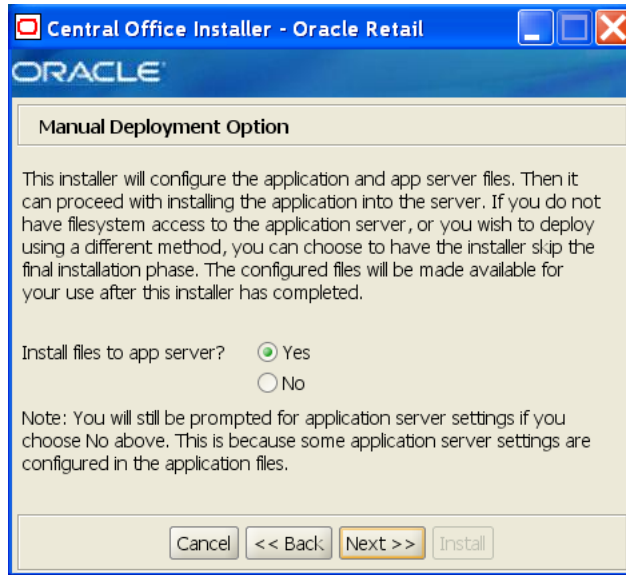 Central Office Installer - Oracle Retail
ORACLE
Manual Deployment Option
This installer will configure the application and app server files. Then it
can proceed with installing the application into the server. If you do not
have filesystem access to the application server, or you wish to deploy
using a different method, you can choose to have the installer skip the
final installation phase. The configured files will be made available for
your use after this installer has completed.
Install files to app server? Yes
No
Note: You will still be prompted for application server settings if you
choose No above. This is because some application server settings are
configured in the application files.
Cancel << Back Next >> Install